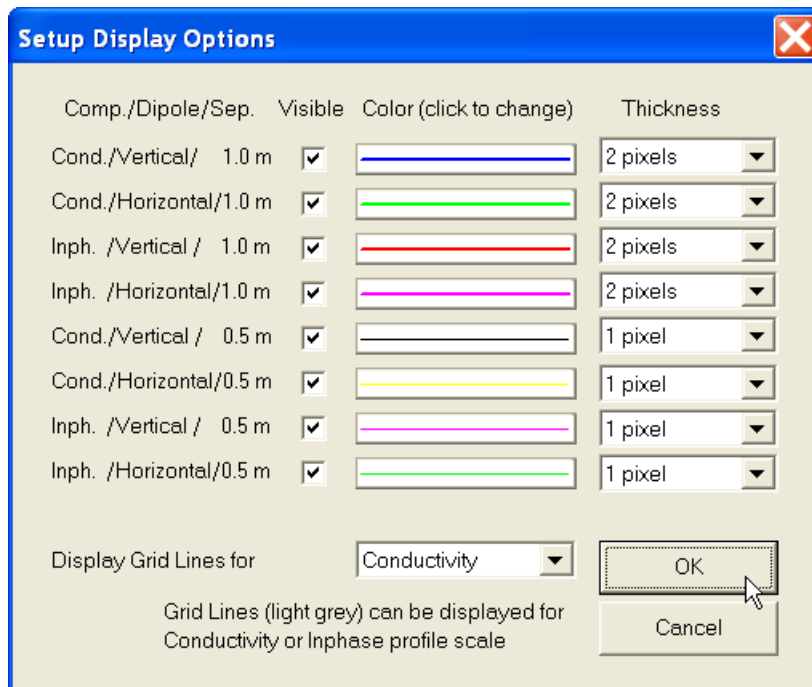 Setup Display Options
Comp./Dipole/Sep. Visible Color (click to change) Thickness
Cond./Vertical/ 1.0 m 2 pixels
Cond./Horizontal/1.0 m 2 pixels
Inph. /Vertical / 1.0 m 2 pixels
Inph. /Horizontal/1.0 m 2 pixels
Cond./Vertical / 0.5 m 1 pixel
Cond./Horizontal/0.5 m 1 pixel
Inph. /Vertical / 0.5 m 1 pixel
Inph. /Horizontal/0.5 m 1 pixel
Display Grid Lines for Conductivity OK
Grid Lines (light grey) can be displayed for
Conductivity or Inphase profile scale
Cancel